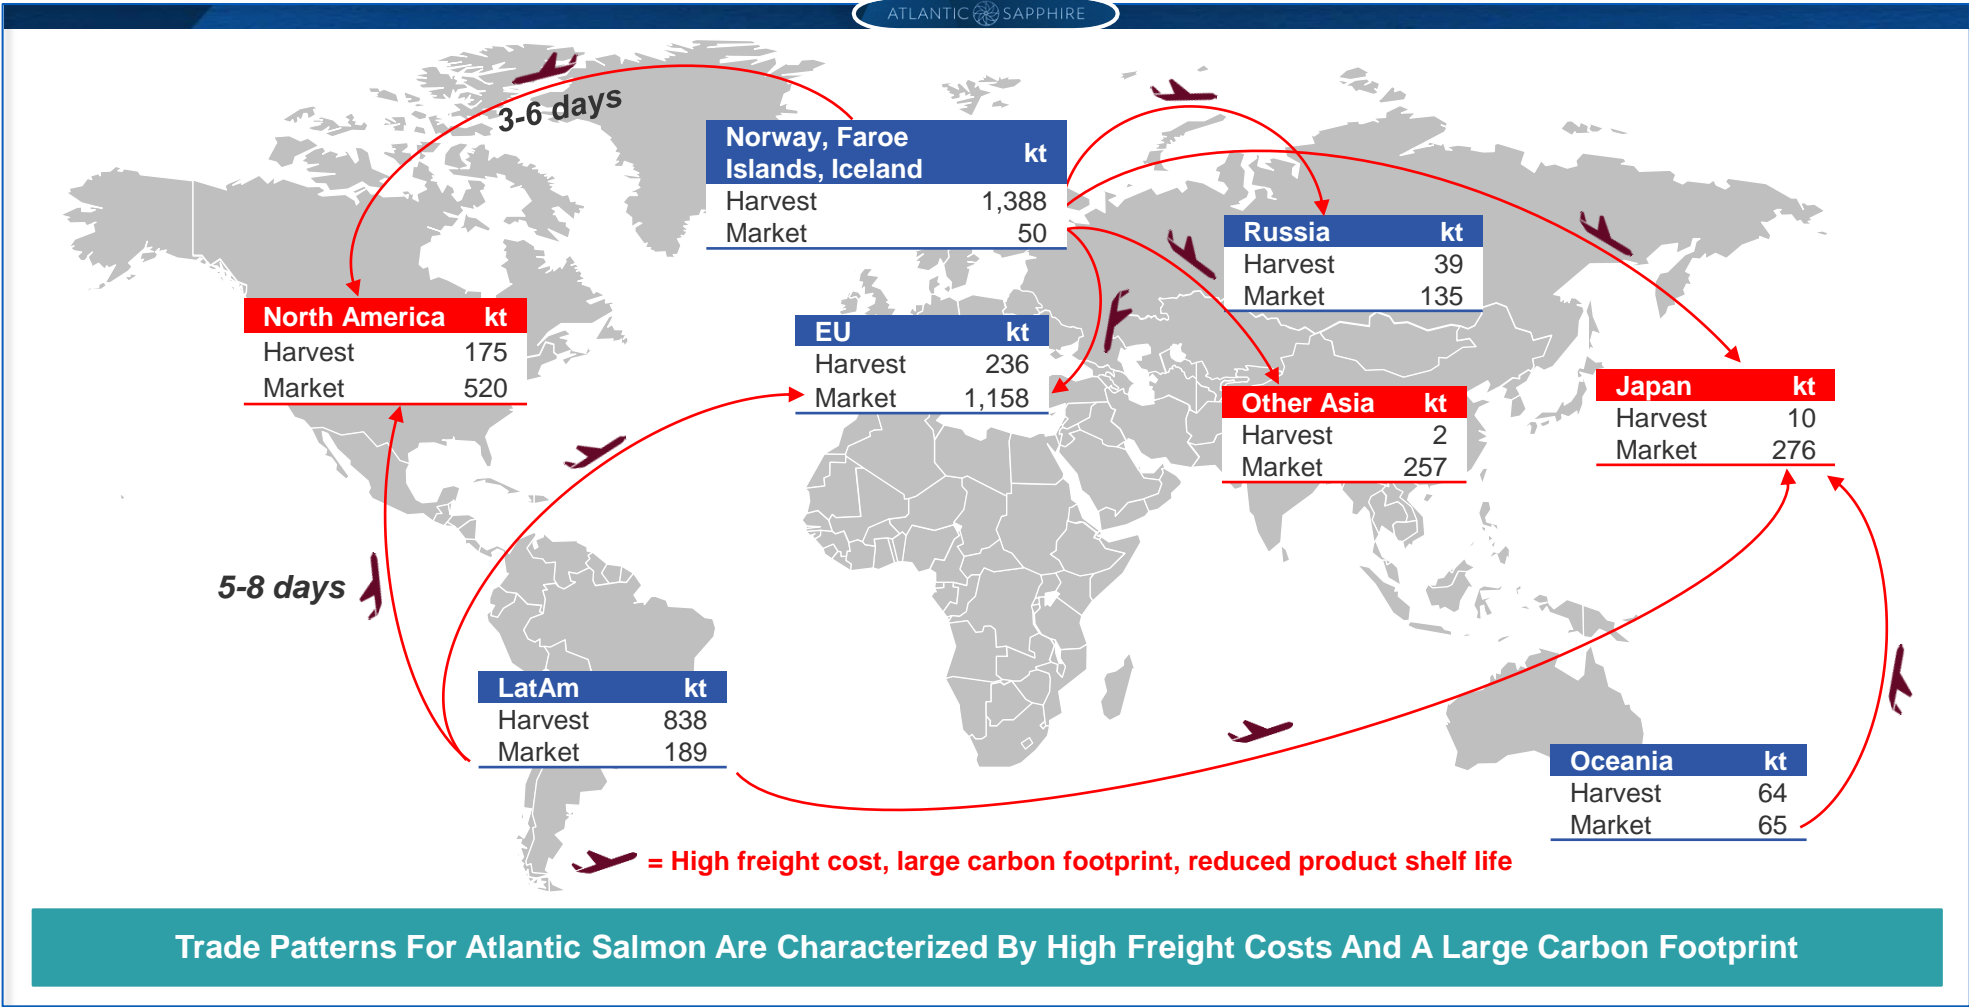 ATLANTIC SAPPHIRE
3-6 days
Norway, Faroe
Islands, Iceland kt
Harvest 1,388
Market 50
Russia kt
Harvest 39
Market 135
North America kt
Harvest 175
Market 520
EU kt
Harvest 236
Market 1,158
Other Asia kt
Harvest 2
Market 257
Japan kt
Harvest 10
Market 276
5-8 days
LatAm kt
Harvest 838
Market 189
Oceania kt
Harvest 64
Market 65
= High freight cost, large carbon footprint, reduced product shelf life
Trade Patterns For Atlantic Salmon Are Characterized By High Freight Costs And A Large Carbon Footprint